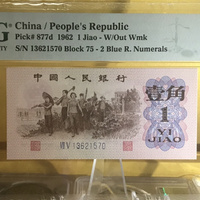 China / People's Republic
Pick# 877d 1962 1 Jiao - W/Out Wmk
S/N 13621570 Block 75 - 2 Blue R. Numerals
中国人民银行
壹角
1
YI
JIAO
13621570